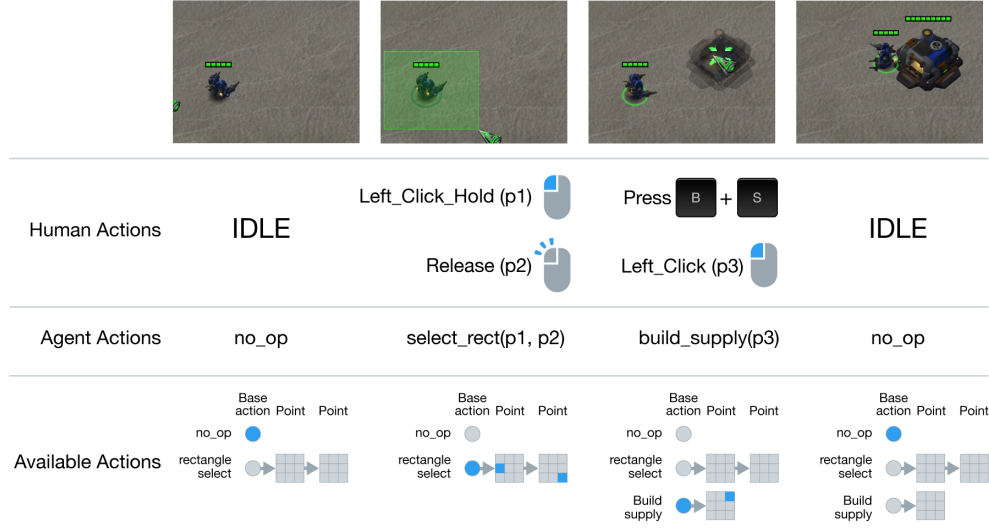 Human Actions
IDLE
Left_Click_Hold (p1)
Release (p2)
Press B + S
Left_Click (p3)
IDLE
Agent Actions
no_op
select_rect(p1, p2)
build_supply(p3)
no_op
Available Actions
Base
action Point Point
no_op
rectangle
select
Base
action Point Point
no_op
rectangle
select
Base
action Point Point
no_op
rectangle
select
Build
supply
Base
action Point Point
no_op
rectangle
select
Build
supply